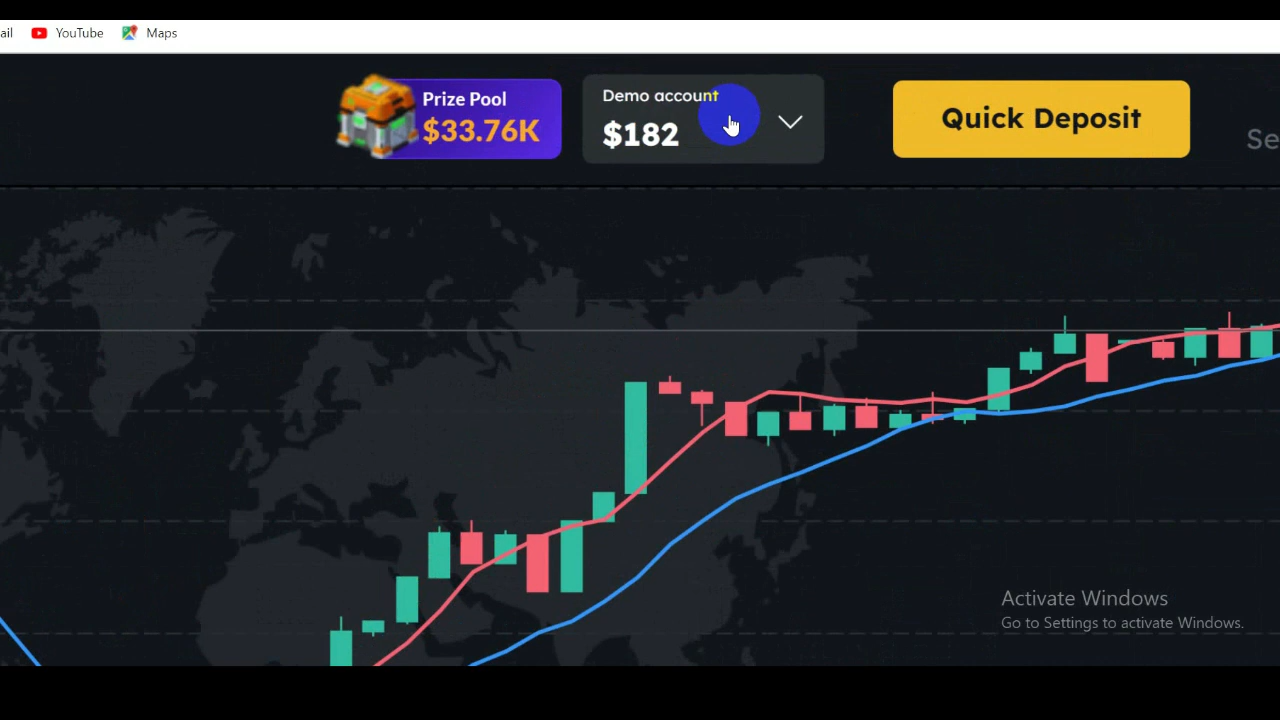 ail YouTube Maps
Prize Pool
$33.76K
Demo account
$182
Quick Deposit
Se
Activate Windows
Go to Settings to activate Windows.